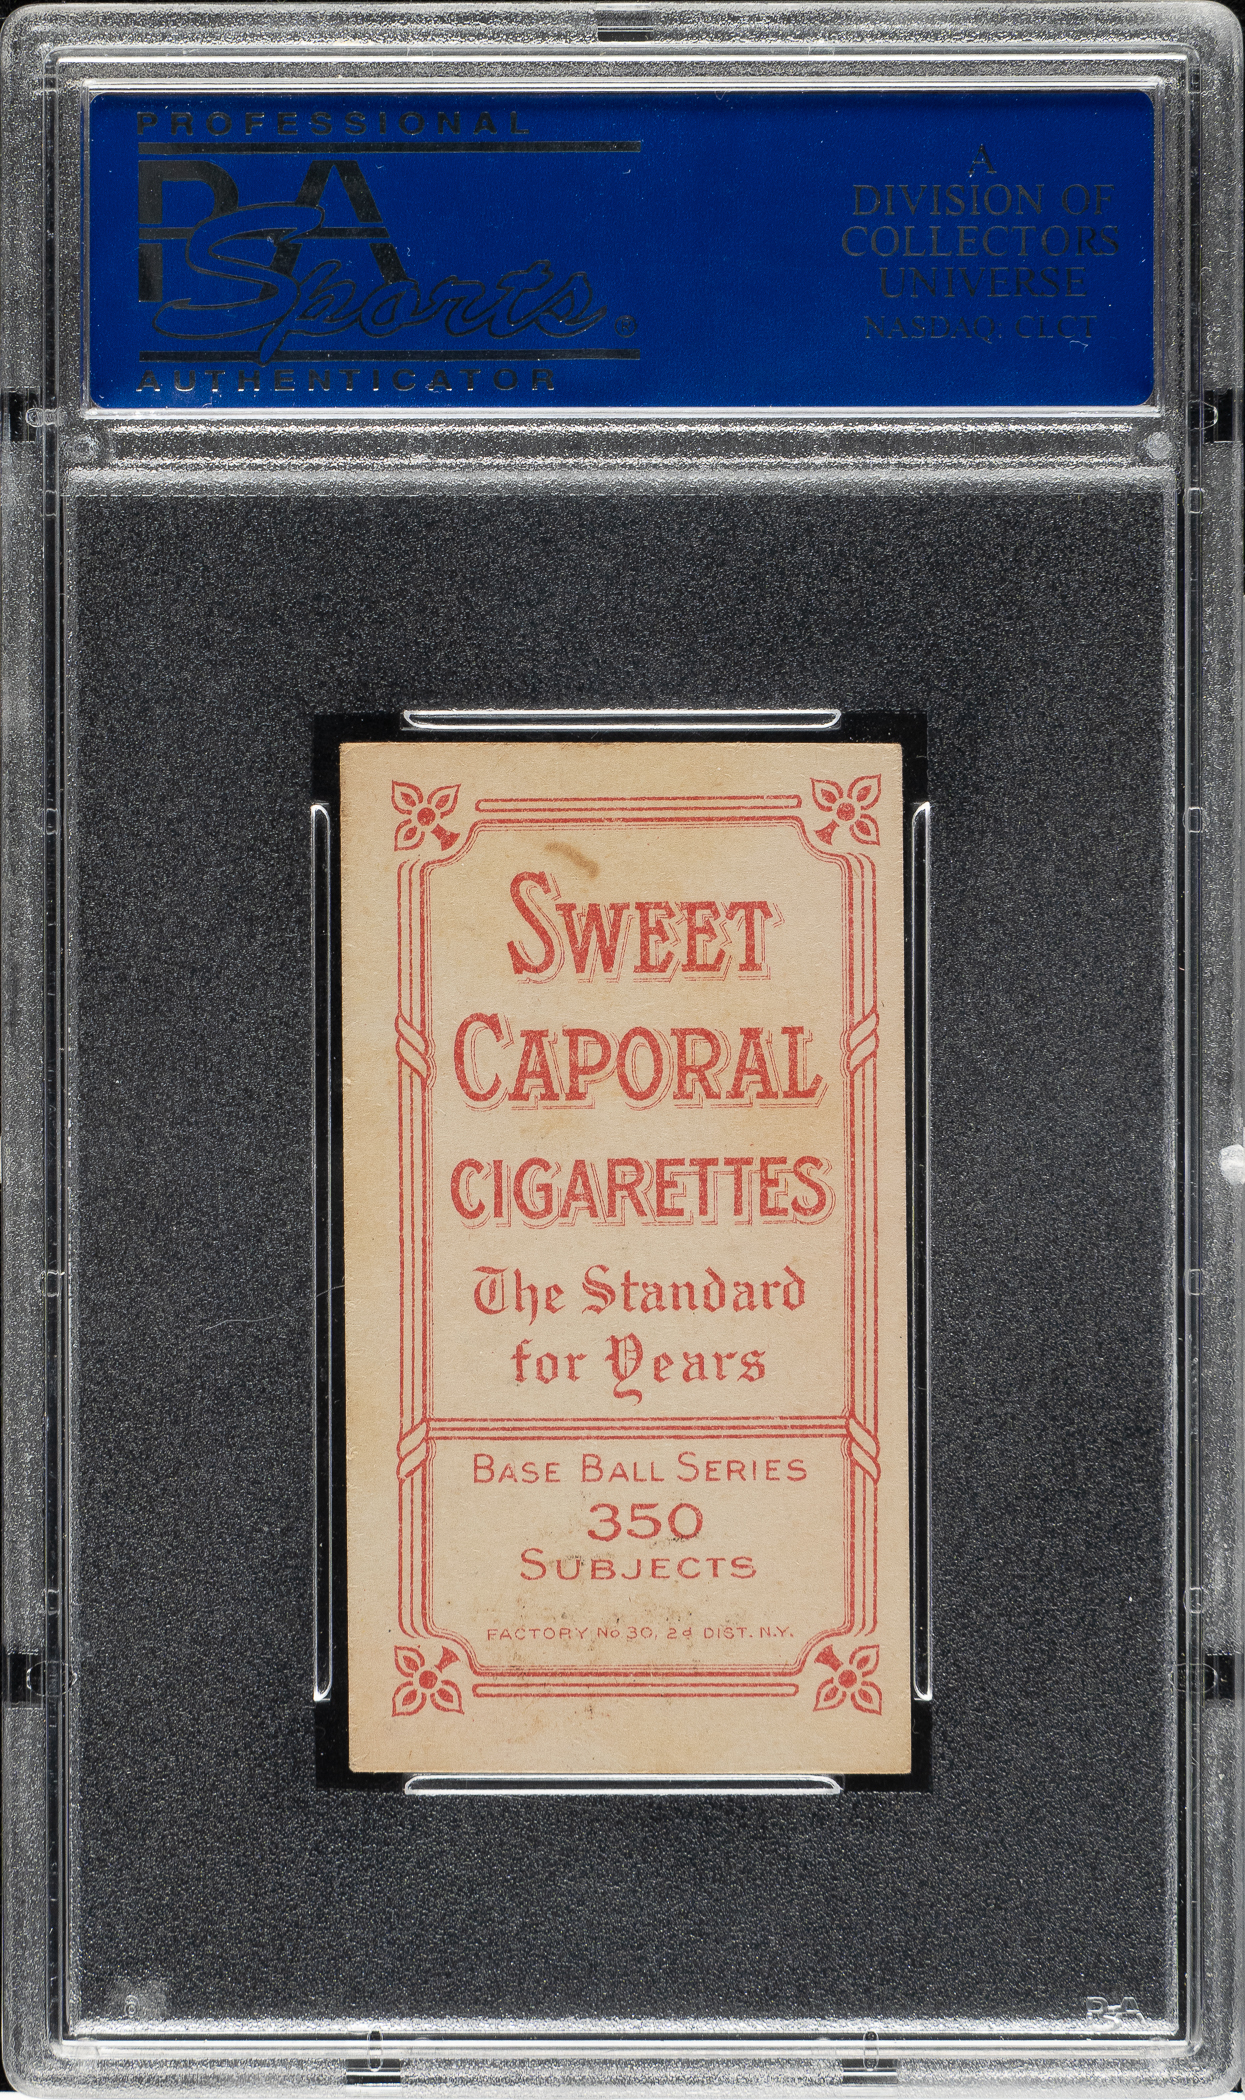 PROFESSIONAL
PSA
Sports®
AUTHENTICATOR
A
DIVISION OF
COLLECTORS
UNIVERSE
NASDAQ: CLCT
SWEET
CAPORAL
CIGARETTES
The Standard
for Years
BASE BALL SERIES
350
SUBJECTS
FACTORY No 30, 2d DIST. N.Y.
PSA